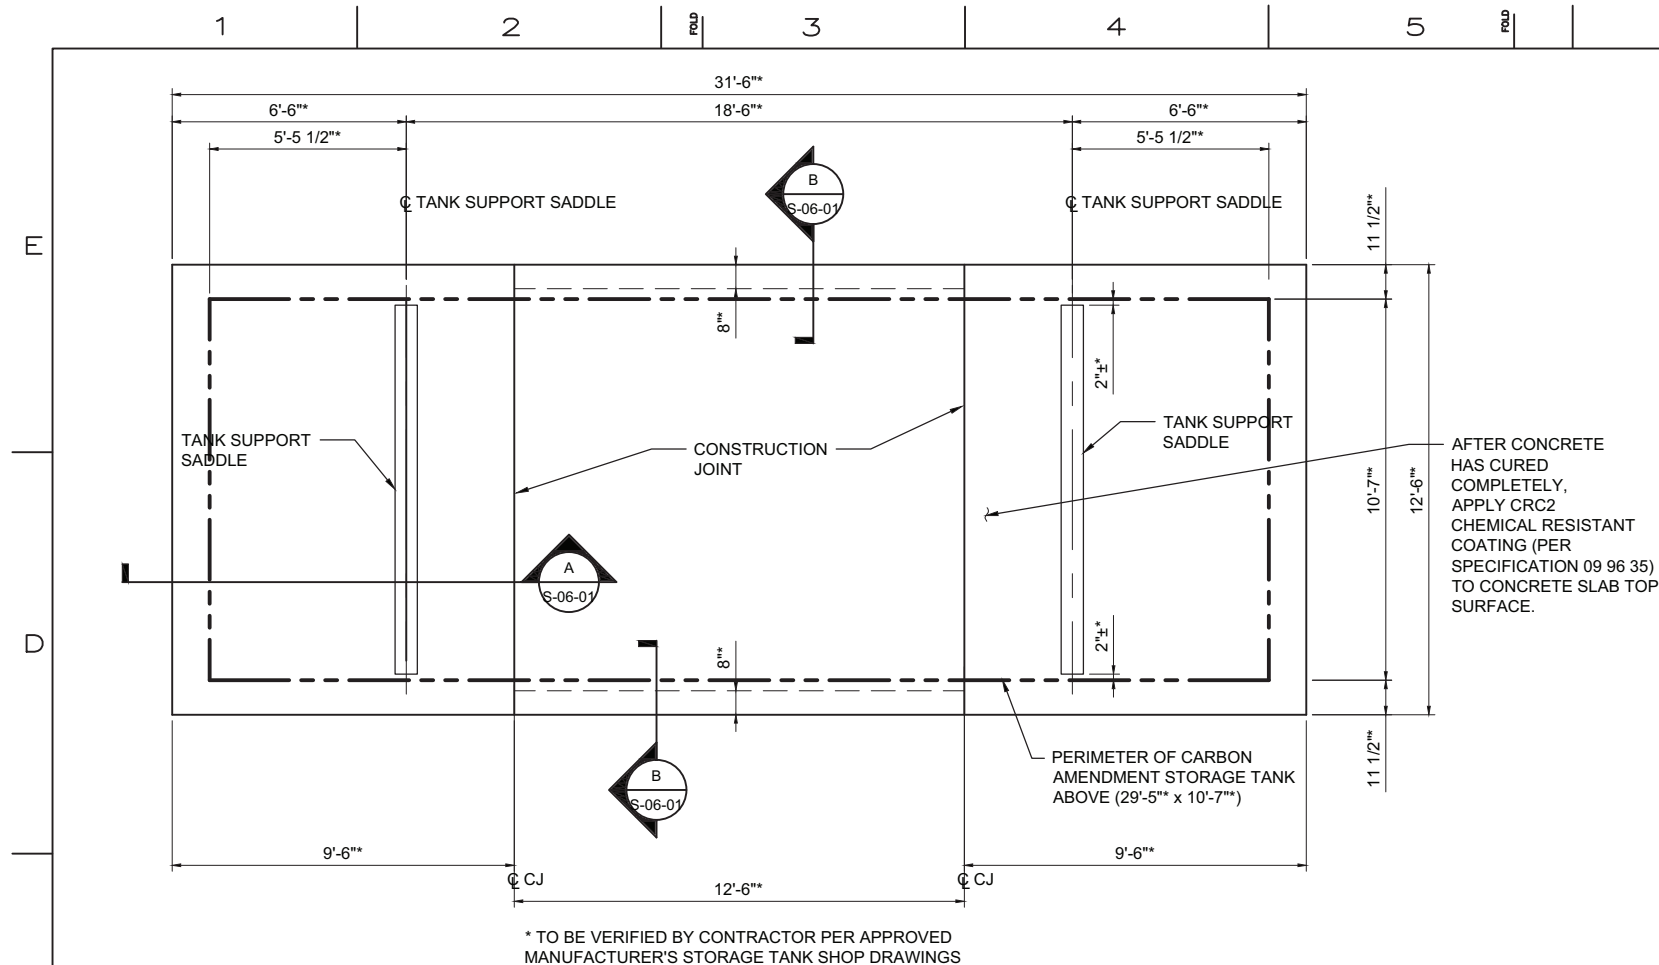 1 2 FOLD 3 4 5 FOLD
31'-6"*
6'-6"* 18'-6"* 6'-6"*
5'-5 1/2"* 5'-5 1/2"*
B
S-06-01
℄ TANK SUPPORT SADDLE
℄ TANK SUPPORT SADDLE
11 1/2"*
E
8"*
2"±*
TANK SUPPORT
SADDLE
CONSTRUCTION
JOINT
TANK SUPPORT
SADDLE
10'-7"*
12'-6"*
AFTER CONCRETE
HAS CURED
COMPLETELY,
APPLY CRC2
CHEMICAL RESISTANT
COATING (PER
SPECIFICATION 09 96 35)
TO CONCRETE SLAB TOP
SURFACE.
A
S-06-01
D
8"*
2"±*
11 1/2"*
B
S-06-01
PERIMETER OF CARBON
AMENDMENT STORAGE TANK
ABOVE (29'-5"* x 10'-7"*)
9'-6"* 9'-6"*
℄ CJ ℄ CJ
12'-6"*
* TO BE VERIFIED BY CONTRACTOR PER APPROVED
MANUFACTURER'S STORAGE TANK SHOP DRAWINGS